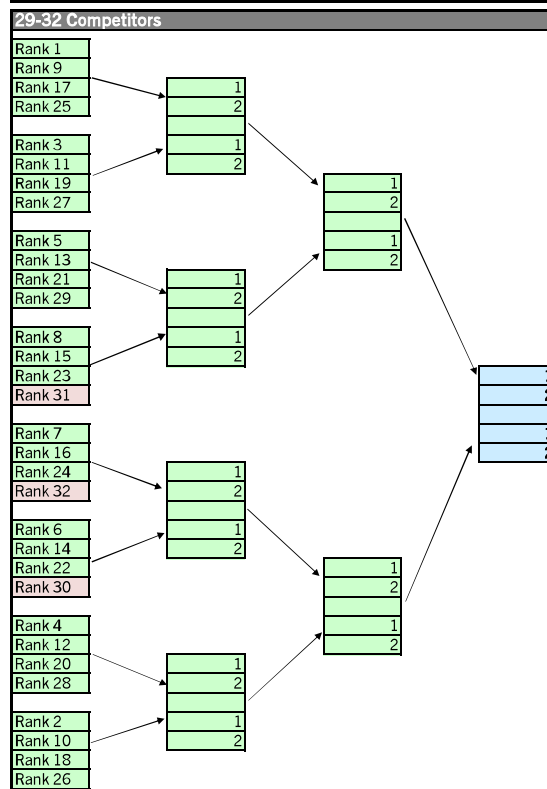 29-32 Competitors
Rank 1
Rank 9
Rank 17
Rank 25
Rank 3
Rank 11
Rank 19
Rank 27
Rank 5
Rank 13
Rank 21
Rank 29
Rank 8
Rank 15
Rank 23
Rank 31
Rank 7
Rank 16
Rank 24
Rank 32
Rank 6
Rank 14
Rank 22
Rank 30
Rank 4
Rank 12
Rank 20
Rank 28
Rank 2
Rank 10
Rank 18
Rank 26
1
2
1
2
1
2
1
2
1
2
1
2
1
2
1
2
1
2
1
2
1
2
1
2